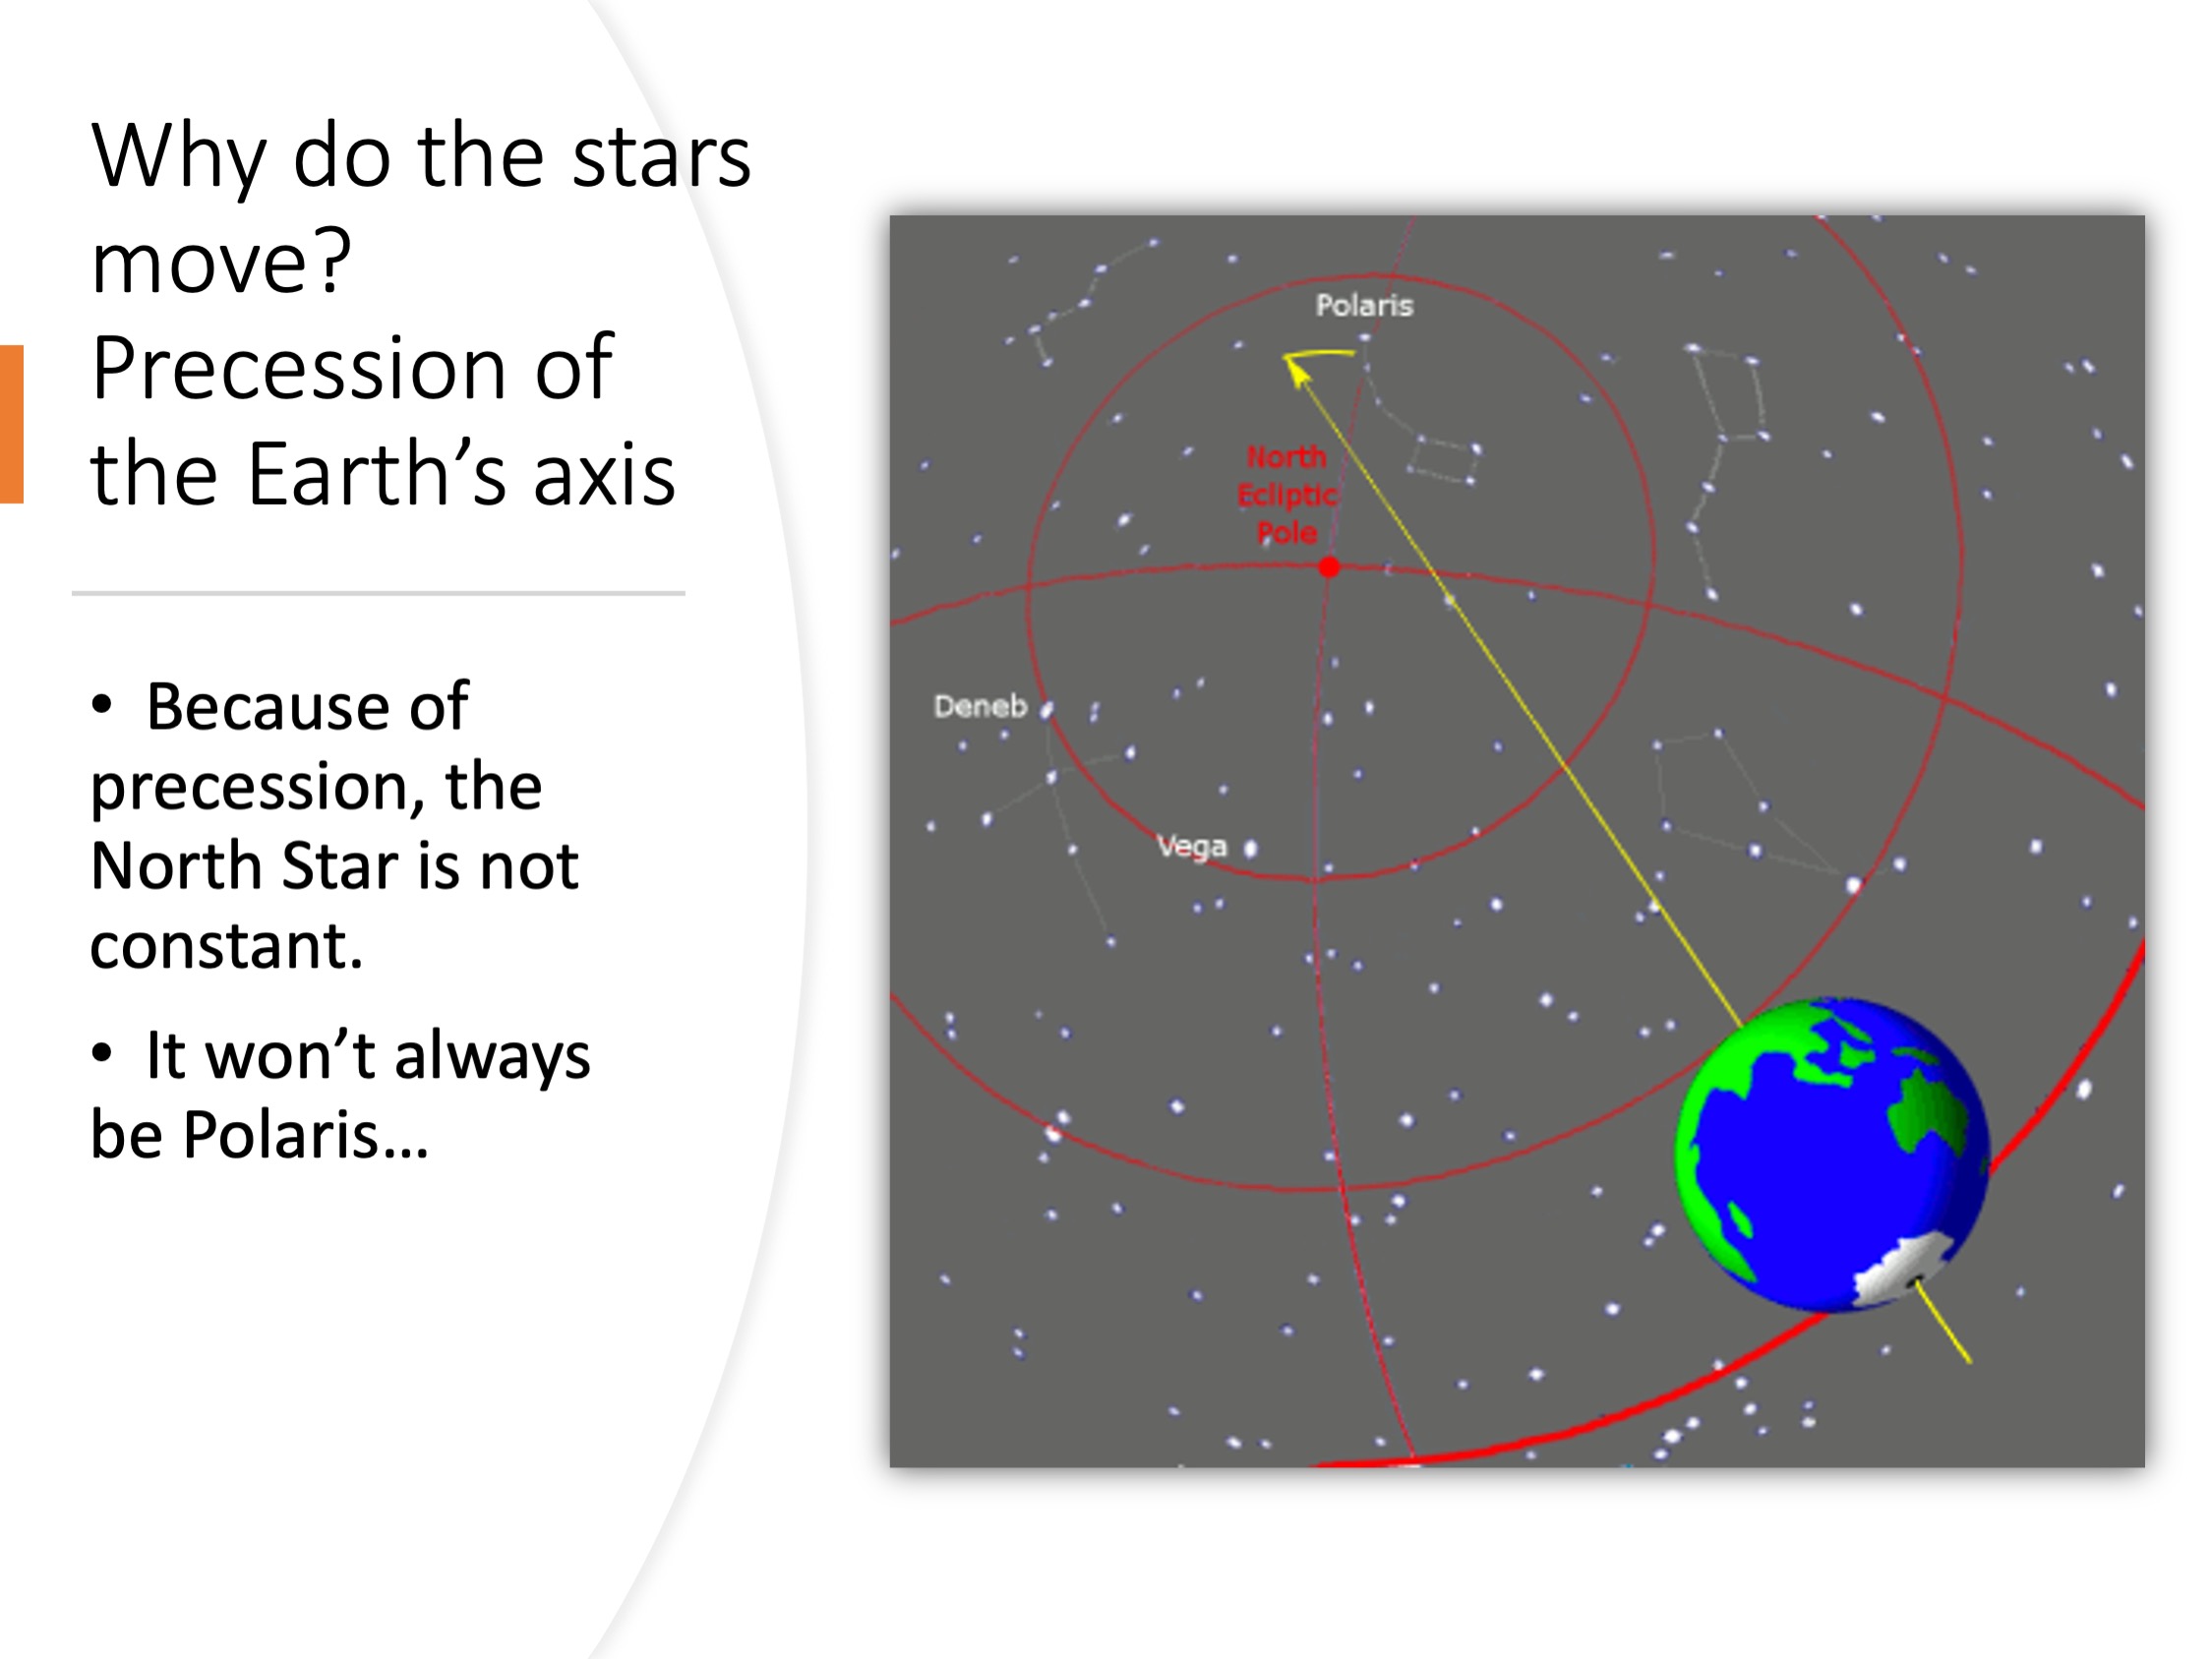 Why do the stars
move?
Precession of
the Earth’s axis
• Because of
precession, the
North Star is not
constant.
• It won’t always
be Polaris...
Polaris
North
Ecliptic
Pole
Deneb
Vega